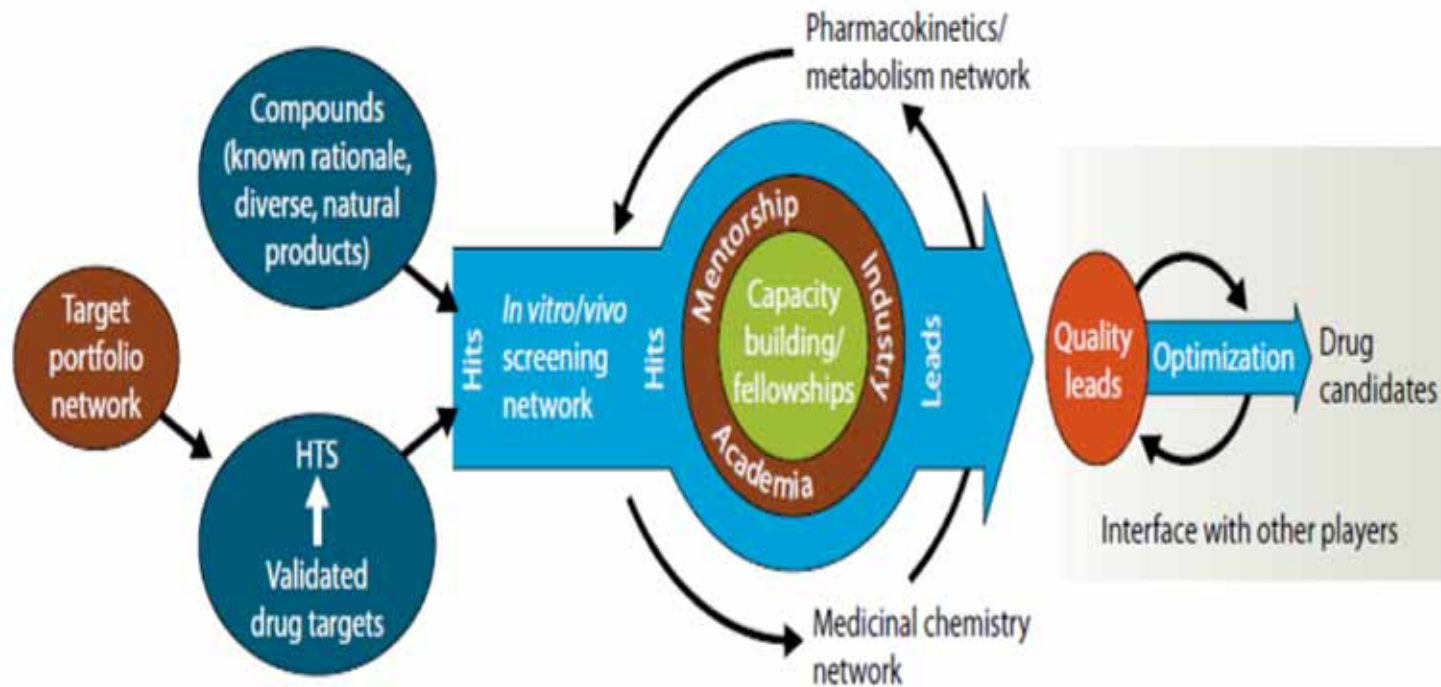 Pharmacokinetics/
metabolism network
Compounds
(known rationale,
diverse, natural
products)
Target
portfolio
network
HTS
Validated
drug targets
Hits
In vitro/vivo
screening
network
Hits
Mentorship
Industry
Academia
Capacity
building/
fellowships
Leads
Medicinal chemistry
network
Quality
leads
Optimization
Drug
candidates
Interface with other players